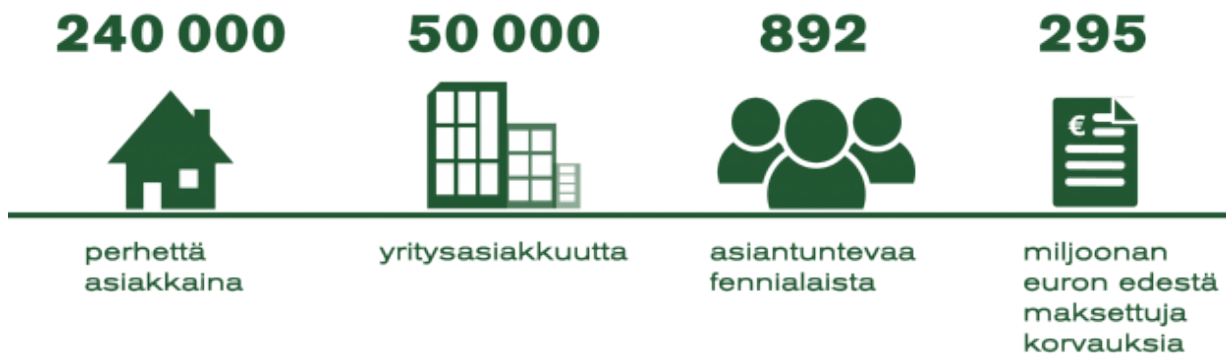 240 000
perhettä
asiakkaina
50 000
yritysasiakkuutta
892
asiantuntevaa
fennialaista
295
€
miljoonan
euron edestä
maksettuja
korvauksia